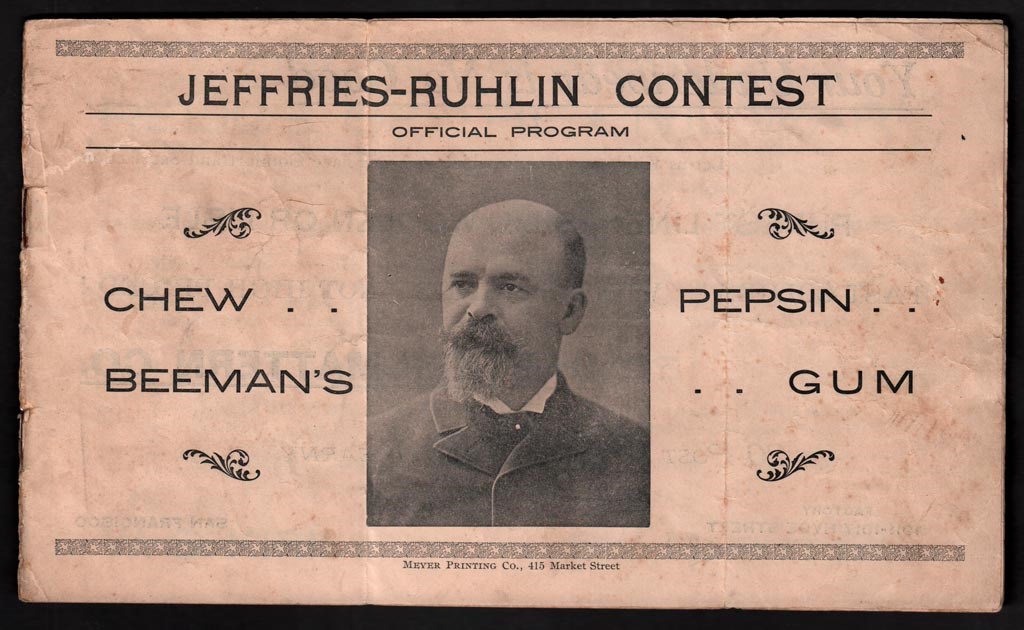 JEFFRIES-RUHLIN CONTEST
OFFICIAL PROGRAM
CHEW . . PEPSIN . .
BEEMAN'S . . GUM
MEYER PRINTING CO., 415 Market Street